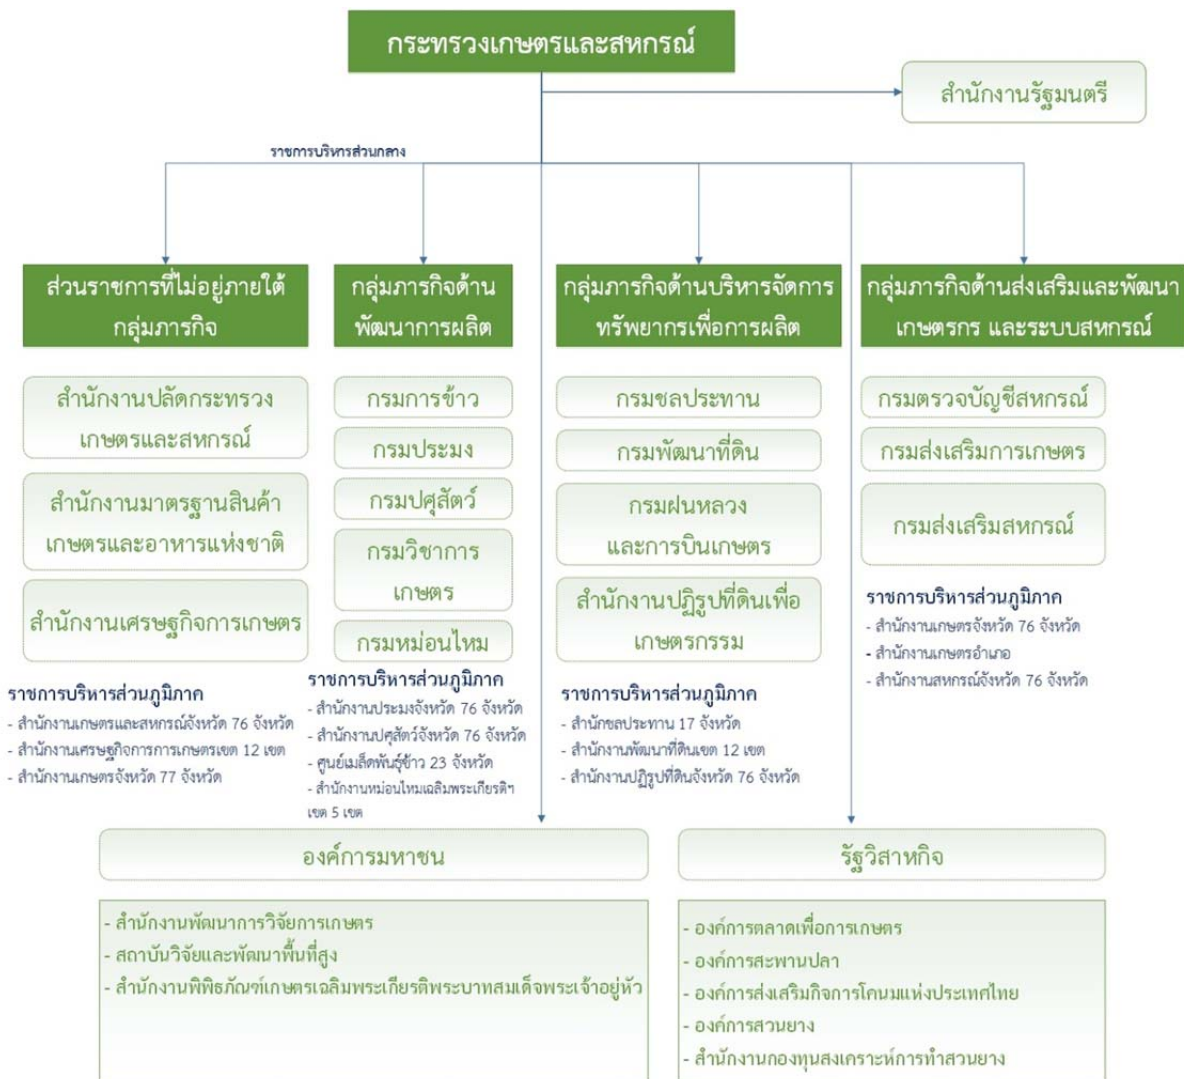 กระทรวงเกษตรและสหกรณ์
สำนักงานรัฐมนตรี
ราชการบริหารส่วนกลาง
ส่วนราชการที่ไม่อยู่ภายใต้
กลุ่มภารกิจ
สำนักงานปลัดกระทรวง
เกษตรและสหกรณ์
สำนักงานมาตรฐานสินค้า
เกษตรและอาหารแห่งชาติ
สำนักงานเศรษฐกิจการเกษตร
ราชการบริหารส่วนภูมิภาค
- สำนักงานเกษตรและสหกรณ์จังหวัด 76 จังหวัด
- สำนักงานเศรษฐกิจการการเกษตรเขต 12 เขต
- สำนักงานเกษตรจังหวัด 77 จังหวัด
กลุ่มภารกิจด้าน
พัฒนาการผลิต
กรมการข้าว
กรมประมง
กรมปศุสัตว์
กรมวิชาการ
เกษตร
กรมหม่อนไหม
ราชการบริหารส่วนภูมิภาค
- สำนักงานประมงจังหวัด 76 จังหวัด
- สำนักงานปศุสัตว์จังหวัด 76 จังหวัด
- ศูนย์เมล็ดพันธุ์ข้าว 23 จังหวัด
- สำนักงานหม่อนไหมเฉลิมพระเกียรติฯ
เขต 5 เขต
กลุ่มภารกิจด้านบริหารจัดการ
ทรัพยากรเพื่อการผลิต
กรมชลประทาน
กรมพัฒนาที่ดิน
กรมฝนหลวง
และการบินเกษตร
สำนักงานปฏิรูปที่ดินเพื่อ
เกษตรกรรม
ราชการบริหารส่วนภูมิภาค
- สำนักชลประทาน 17 จังหวัด
- สำนักงานพัฒนาที่ดินเขต 12 เขต
- สำนักงานปฏิรูปที่ดินจังหวัด 76 จังหวัด
กลุ่มภารกิจด้านส่งเสริมและพัฒนา
เกษตรกร และระบบสหกรณ์
กรมตรวจบัญชีสหกรณ์
กรมส่งเสริมการเกษตร
กรมส่งเสริมสหกรณ์
ราชการบริหารส่วนภูมิภาค
- สำนักงานเกษตรจังหวัด 76 จังหวัด
- สำนักงานเกษตรอำเภอ
- สำนักงานสหกรณ์จังหวัด 76 จังหวัด
องค์การมหาชน
- สำนักงานพัฒนาการวิจัยการเกษตร
- สถาบันวิจัยและพัฒนาพื้นที่สูง
- สำนักงานพิพิธภัณฑ์เกษตรเฉลิมพระเกียรติพระบาทสมเด็จพระเจ้าอยู่หัว
รัฐวิสาหกิจ
- องค์การตลาดเพื่อการเกษตร
- องค์การสะพานปลา
- องค์การส่งเสริมกิจการโคนมแห่งประเทศไทย
- องค์การสวนยาง
- สำนักงานกองทุนสงเคราะห์การทำสวนยาง